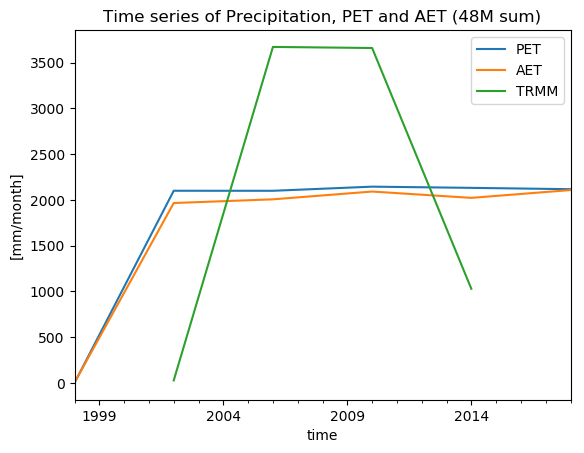 Time series of Precipitation, PET and AET (48M sum)
PET
AET
TRMM
[mm/month]
3500
3000
2500
2000
1500
1000
500
0
1999
2004
2009
2014
time